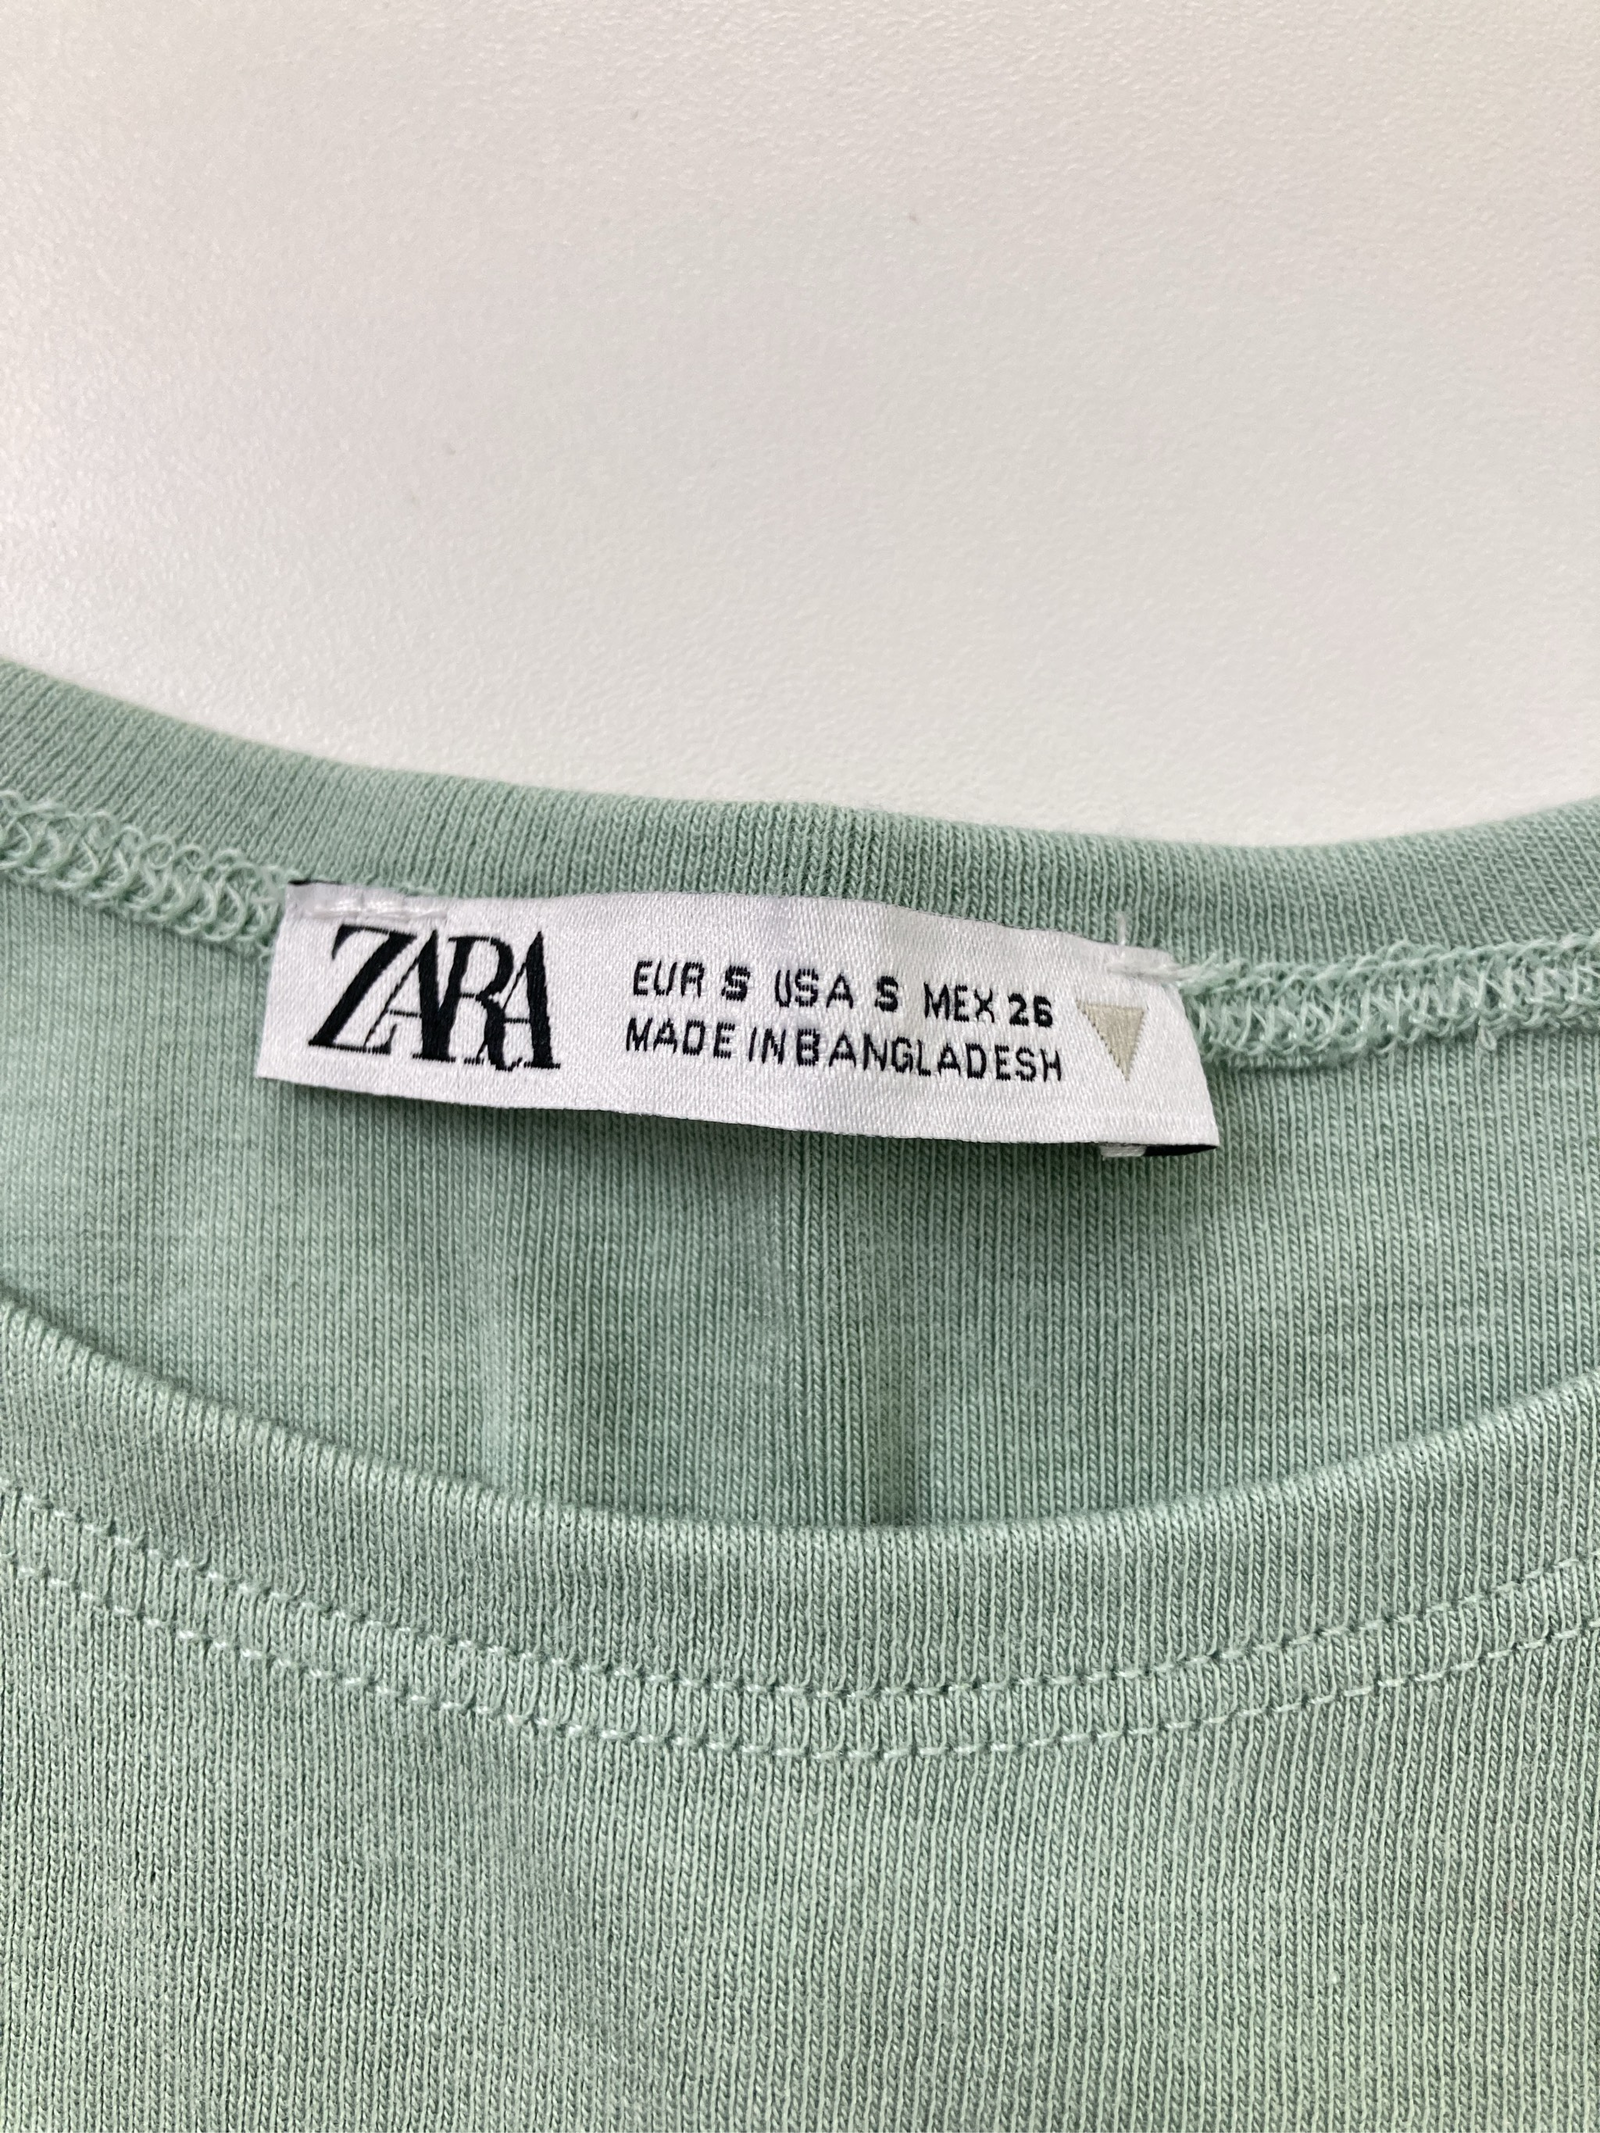 ZARA
EUR S USA S MEX 26
MADE IN BANGLADESH